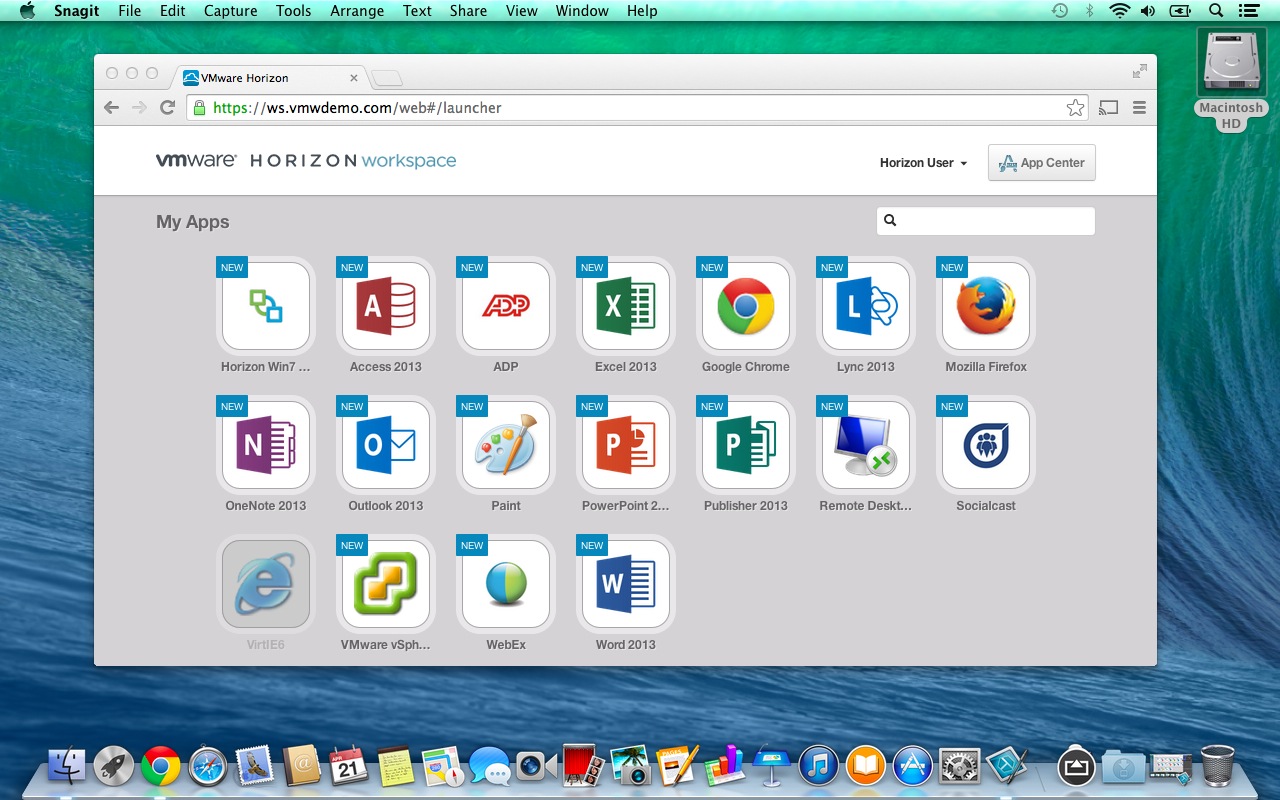 Snagit File Edit Capture Tools Arrange Text Share View Window Help
VMware Horizon
https://ws.vmwdemo.com/web#/launcher
Macintosh
HD
vmware HORIZON workspace
Horizon User
App Center
My Apps
NEW NEW NEW NEW NEW NEW NEW
A ADP X L
Horizon Win7 ... Access 2013 ADP Excel 2013 Google Chrome Lync 2013 Mozilla Firefox
NEW NEW NEW NEW NEW NEW NEW
N O P P
OneNote 2013 Outlook 2013 Paint PowerPoint 2... Publisher 2013 Remote Deskt... Socialcast
NEW NEW NEW
e W
VirtIE6 VMware vSph... WebEx Word 2013
APR
21